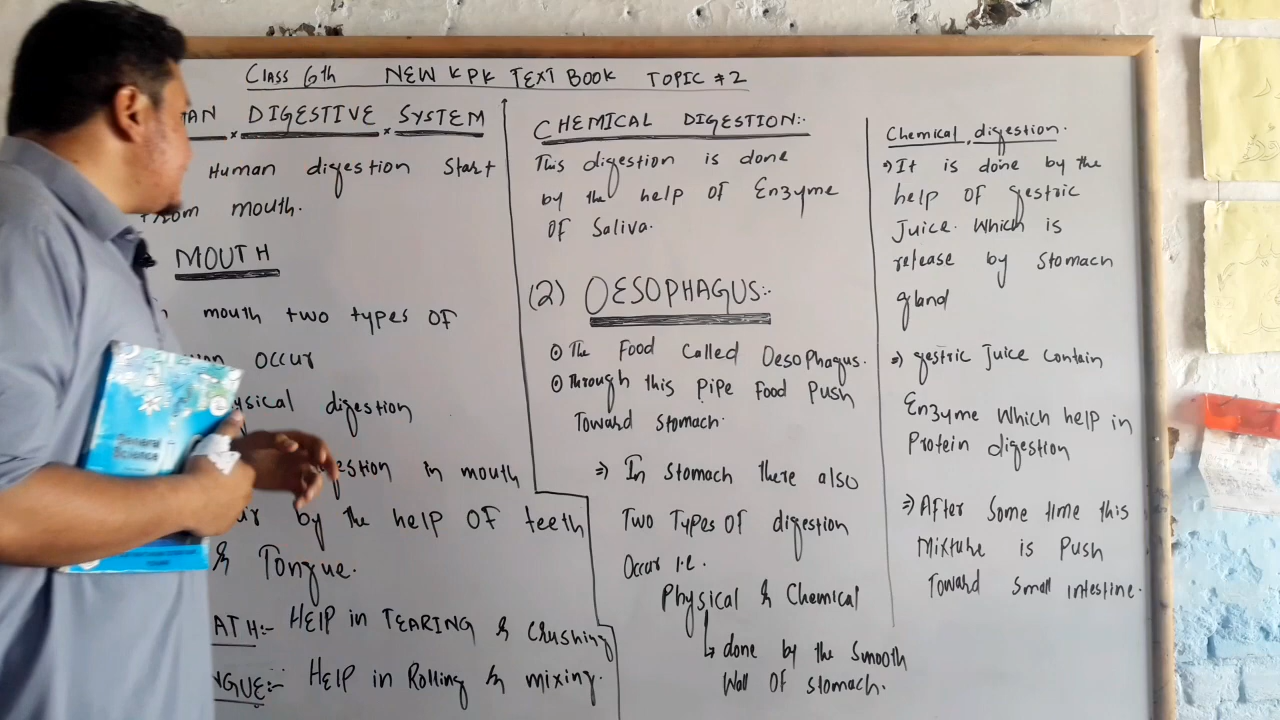 Class 6th NEW KPK TEXT BOOK TOPIC #2
AN DIGESTIVE SYSTEM
Human digestion Start
From mouth.
MOUTH
mouth two types OF
occur
ysical digestion
gestion in mouth
ur by the help OF teeth
& Tongue.
ATH:- HElP in TEARING & Crushing
NGUE:- HElP in Rolling & mixing.
CHEMICAL DIGESTION:-
This digestion is done
by the help OF Enzyme
OF Saliva.
(2) OESOPHAGUS:-
The Food Called Oesophagus.
Through this Pipe Food Push
Toward stomach.
⇒ In Stomach there also
Two Types OF digestion
Occur i.e.
Physical & Chemical
↳ done by the smooth
Wall OF stomach.
Chemical digestion.
⇒ It is done by the
help OF gestric
Juice. Which is
release by stomach
gland
⇒ gestric Juice contain
Enzyme Which help in
Protein digestion
⇒ After Some time this
Mixture is Push
Toward Small intestine.
General
Science